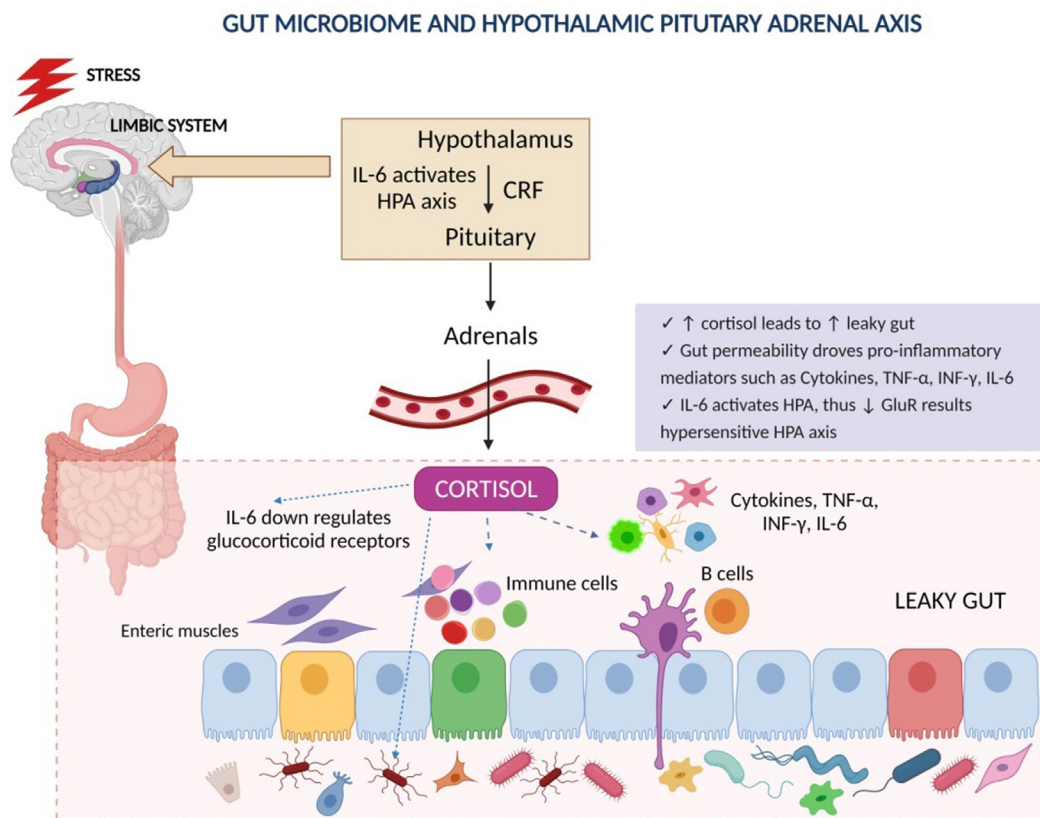 GUT MICROBIOME AND HYPOTHALAMIC PITUTARY ADRENAL AXIS
STRESS
LIMBIC SYSTEM
Hypothalamus
IL-6 activates
HPA axis
CRF
Pituitary
Adrenals
✓ ↑ cortisol leads to ↑ leaky gut
✓ Gut permeability droves pro-inflammatory
mediators such as Cytokines, TNF-α, INF-γ, IL-6
✓ IL-6 activates HPA, thus ↓ GluR results
hypersensitive HPA axis
CORTISOL
IL-6 down regulates
glucocorticoid receptors
Cytokines, TNF-α,
INF-γ, IL-6
Immune cells
B cells
LEAKY GUT
Enteric muscles